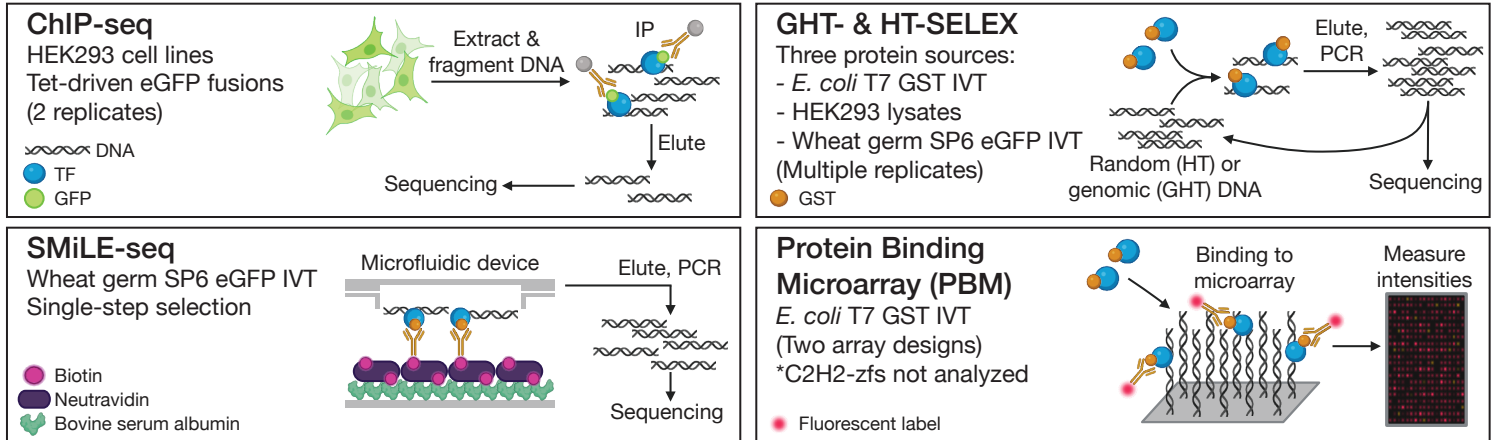 ChIP-seq
HEK293 cell lines
Tet-driven eGFP fusions
(2 replicates)
DNA
TF
GFP
Extract &
fragment DNA
IP
Elute
Sequencing
GHT- & HT-SELEX
Three protein sources:
- E. coli T7 GST IVT
- HEK293 lysates
- Wheat germ SP6 eGFP IVT
(Multiple replicates)
GST
Elute,
PCR
Random (HT) or
genomic (GHT) DNA
Sequencing
SMiLE-seq
Wheat germ SP6 eGFP IVT
Single-step selection
Biotin
Neutravidin
Bovine serum albumin
Microfluidic device
Elute, PCR
Sequencing
Protein Binding
Microarray (PBM)
E. coli T7 GST IVT
(Two array designs)
*C2H2-zfs not analyzed
Fluorescent label
Binding to
microarray
Measure
intensities